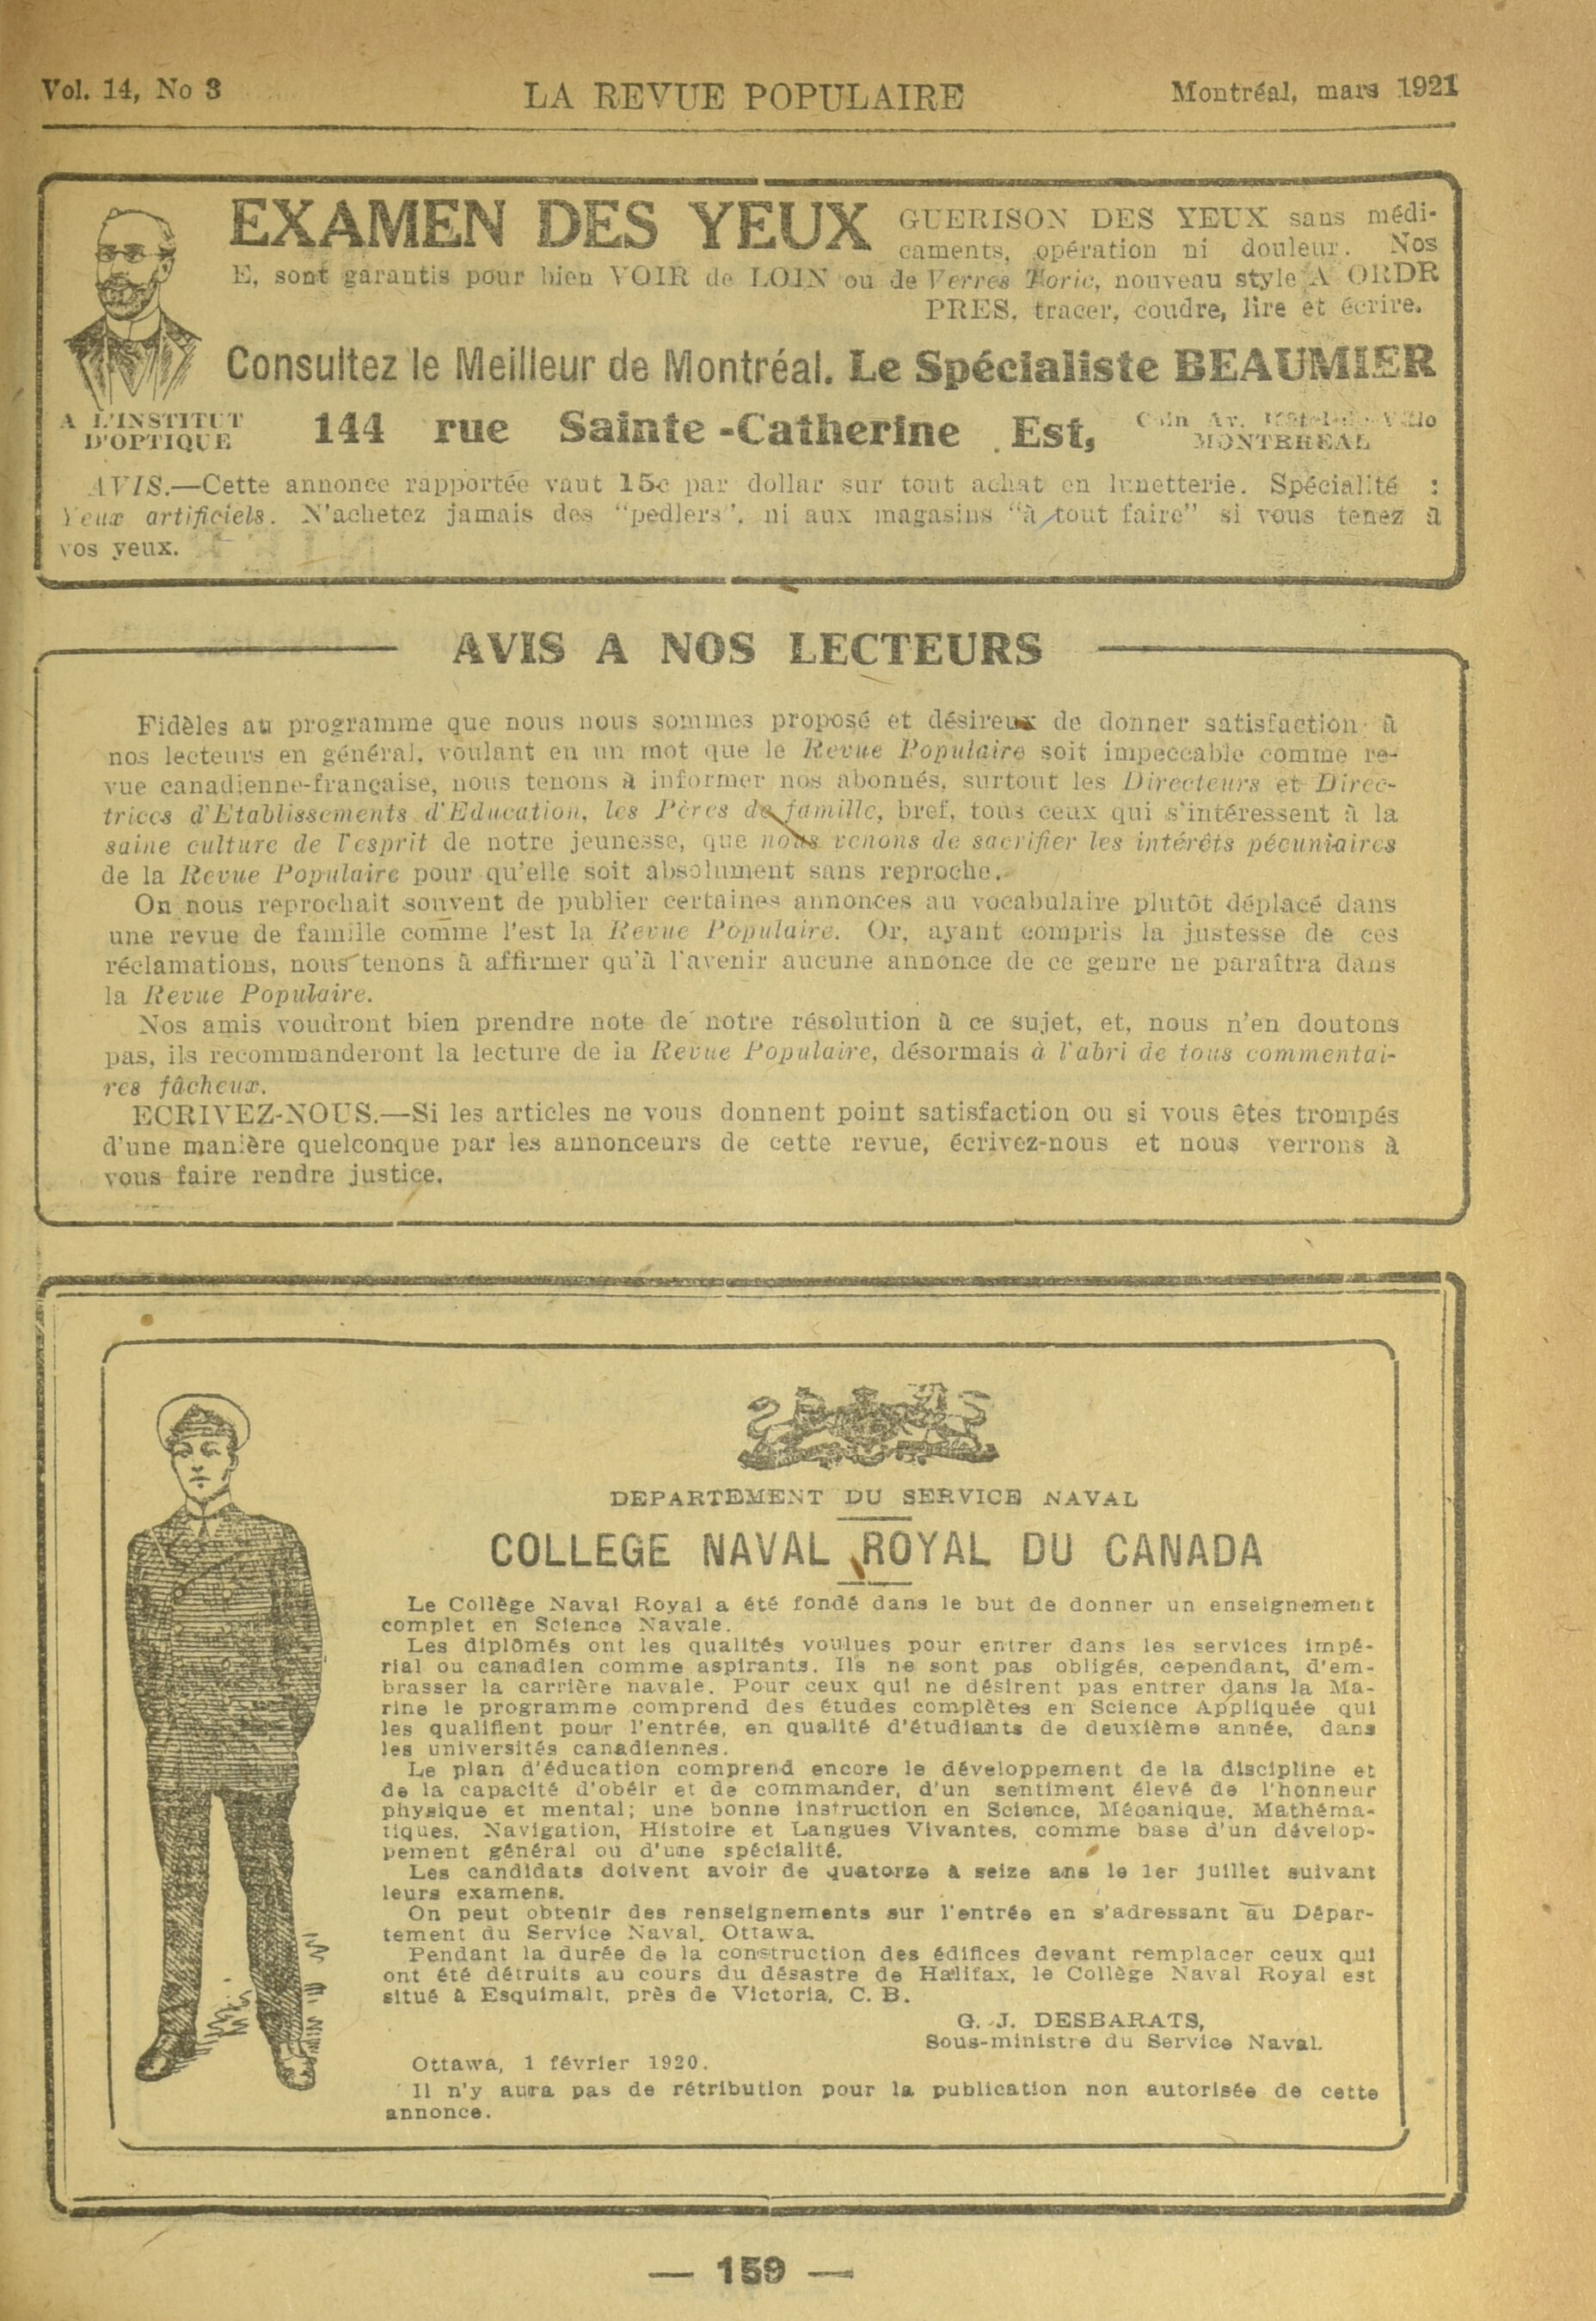 Vol. 14, No 3
LA REVUE POPULAIRE
Montréal, mars 1921
EXAMEN DES YEUX
GUERISON DES YEUX sans médi-
caments, opération ni douleur. Nos
E, sont garantis pour bien VOIR de LOIN ou de Verres Toric, nouveau style A ORDR
PRES, tracer, coudre, lire et écrire.
Consultez le Meilleur de Montréal. Le Spécialiste BEAUMIER
A L'INSTITUT
D'OPTIQUE
144 rue Sainte-Catherine Est,
Coin Av. Hôtel-de-Ville
MONTRREAL
AVIS.—Cette annonce rapportée vaut 15c par dollar sur tout achat en lunetterie. Spécialité :
Yeux artificiels. N'achetez jamais des "pedlers", ni aux magasins "à tout faire" si vous tenez à
vos yeux.
AVIS A NOS LECTEURS
Fidèles au programme que nous nous sommes proposé et désireux de donner satisfaction à
nos lecteurs en général, voulant en un mot que le Revue Populaire soit impeccable comme re-
vue canadienne-française, nous tenons à informer nos abonnés, surtout les Directeurs et Direc-
trices d'Etablissements d'Education, les Pères de famille, bref, tous ceux qui s'intéressent à la
saine culture de l'esprit de notre jeunesse, que nous venons de sacrifier les intérêts pécuniaires
de la Revue Populaire pour qu'elle soit absolument sans reproche.
On nous reprochait souvent de publier certaines annonces au vocabulaire plutôt déplacé dans
une revue de famille comme l'est la Revue Populaire. Or, ayant compris la justesse de ces
réclamations, nous tenons à affirmer qu'à l'avenir aucune annonce de ce genre ne paraîtra dans
la Revue Populaire.
Nos amis voudront bien prendre note de notre résolution à ce sujet, et, nous n'en doutons
pas, ils recommanderont la lecture de la Revue Populaire, désormais à l'abri de tous commentai-
res fâcheux.
ECRIVEZ-NOUS.—Si les articles ne vous donnent point satisfaction ou si vous êtes trompés
d'une manière quelconque par les annonceurs de cette revue, écrivez-nous et nous verrons à
vous faire rendre justice.
DEPARTEMENT DU SERVICE NAVAL
COLLEGE NAVAL ROYAL DU CANADA
Le Collège Naval Royal a été fondé dans le but de donner un enseignement
complet en Science Navale.
Les diplômés ont les qualités voulues pour entrer dans les services impé-
rial ou canadien comme aspirants. Ils ne sont pas obligés, cependant, d'em-
brasser la carrière navale. Pour ceux qui ne désirent pas entrer dans la Ma-
rine le programme comprend des études complètes en Science Appliquée qui
les qualifient pour l'entrée, en qualité d'étudiants de deuxième année, dans
les universités canadiennes.
Le plan d'éducation comprend encore le développement de la discipline et
de la capacité d'obéir et de commander, d'un sentiment élevé de l'honneur
physique et mental; une bonne instruction en Science, Mécanique, Mathéma-
tiques, Navigation, Histoire et Langues Vivantes, comme base d'un dévelop-
pement général ou d'une spécialité.
Les candidats doivent avoir de quatorze à seize ans le 1er juillet suivant
leurs examens.
On peut obtenir des renseignements sur l'entrée en s'adressant au Dépar-
tement du Service Naval, Ottawa.
Pendant la durée de la construction des édifices devant remplacer ceux qui
ont été détruits au cours du désastre de Halifax, le Collège Naval Royal est
situé à Esquimalt, près de Victoria, C. B.
G. J. DESBARATS,
Sous-ministre du Service Naval.
Ottawa, 1 février 1920.
Il n'y aura pas de rétribution pour la publication non autorisée de cette
annonce.
— 159 —